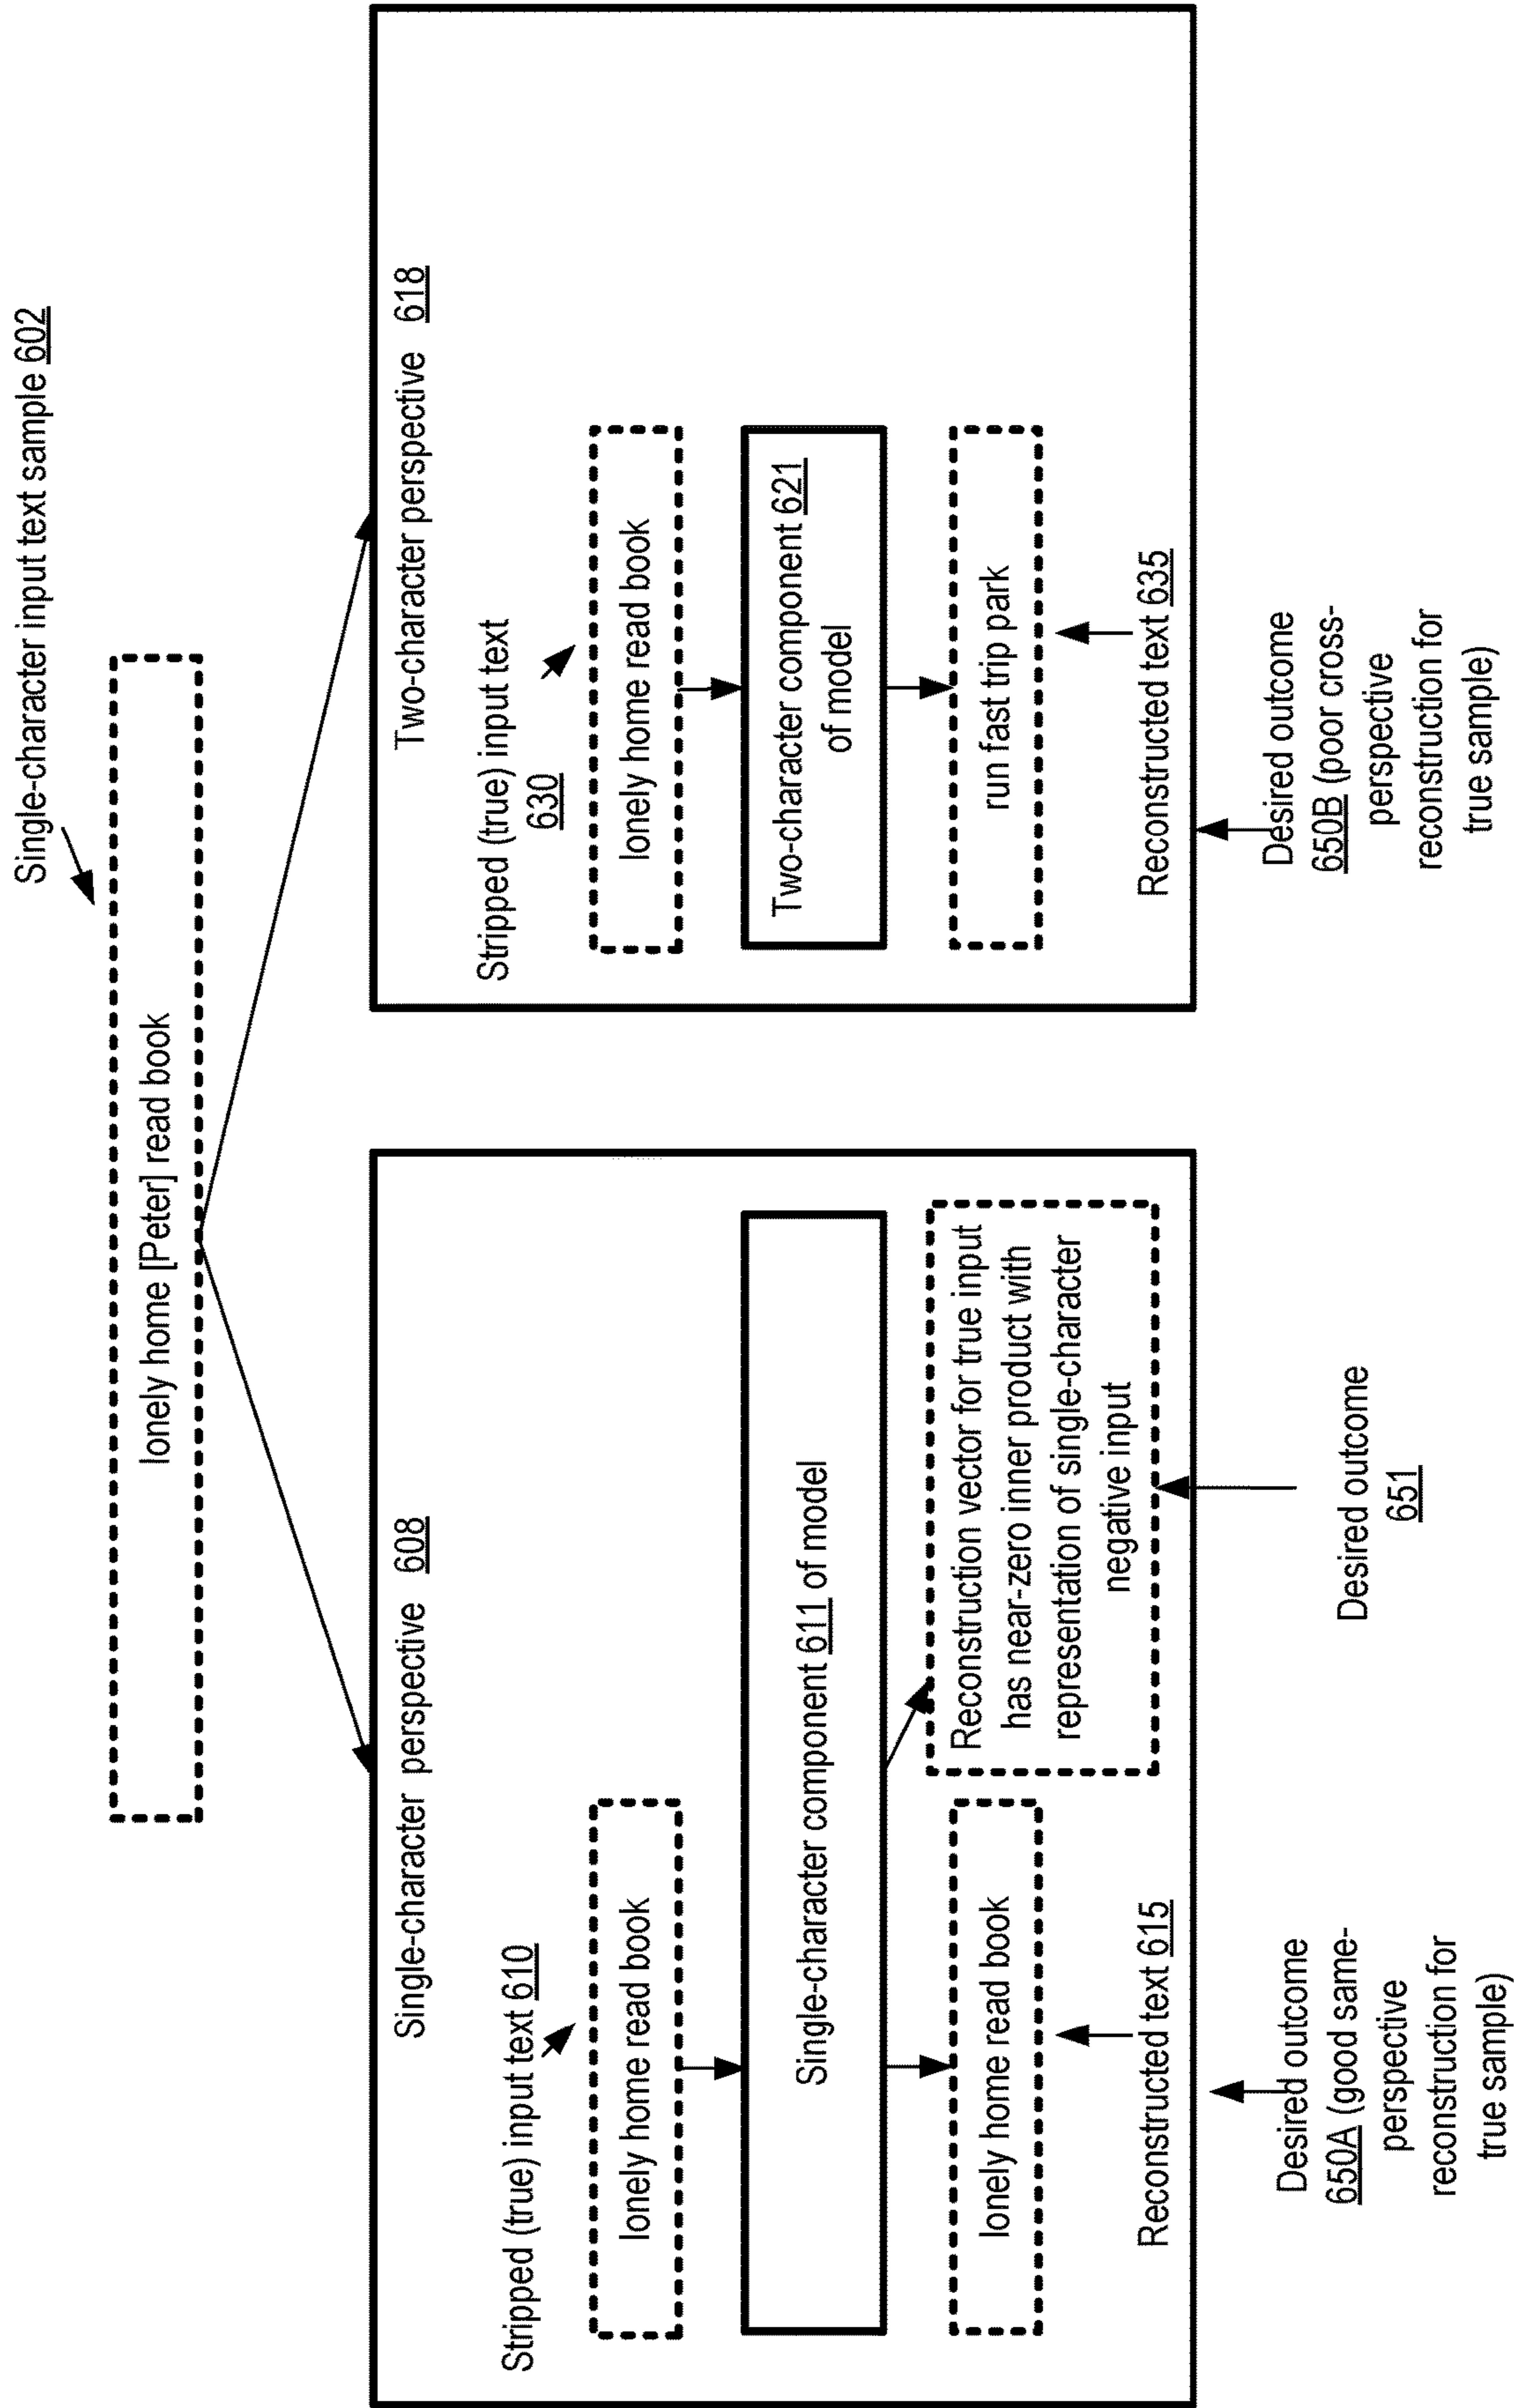 Single-character input text sample 602
lonely home [Peter] read book
Single-character perspective 608
Stripped (true) input text 610
lonely home read book
Single-character component 611 of model
lonely home read book
Reconstruction vector for true input
has near-zero inner product with
representation of single-character
negative input
Reconstructed text 615
Desired outcome
650A (good same-
perspective
reconstruction for
true sample)
Desired outcome
651
Two-character perspective 618
Stripped (true) input text
630
lonely home read book
Two-character component 621
of model
run fast trip park
Reconstructed text 635
Desired outcome
650B (poor cross-
perspective
reconstruction for
true sample)